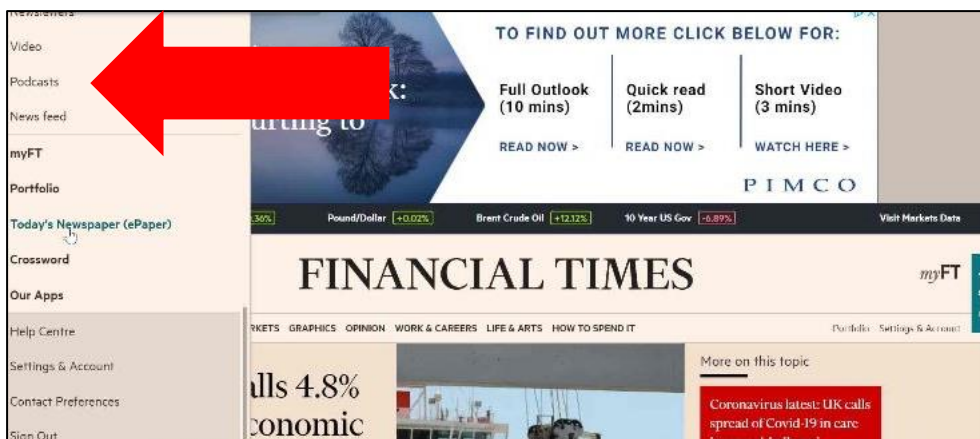 Newsletters
Video
Podcasts
News feed
myFT
Portfolio
Today's Newspaper (ePaper)
Crossword
Our Apps
Help Centre
Settings & Account
Contact Preferences
Sign Out
to
TO FIND OUT MORE CLICK BELOW FOR:
Full Outlook
(10 mins)
READ NOW >
Quick read
(2mins)
READ NOW >
Short Video
(3 mins)
WATCH HERE >
PIMCO
Pound/Dollar +0.02% Brent Crude Oil +12.12% 10 Year US Gov -6.89% Visit Markets Data
FINANCIAL TIMES
myFT
GRAPHICS OPINION WORK & CAREERS LIFE & ARTS HOW TO SPEND IT
Portfolio Settings & Account
4.8%
More on this topic
Coronavirus latest: UK calls
spread of Covid-19 in care